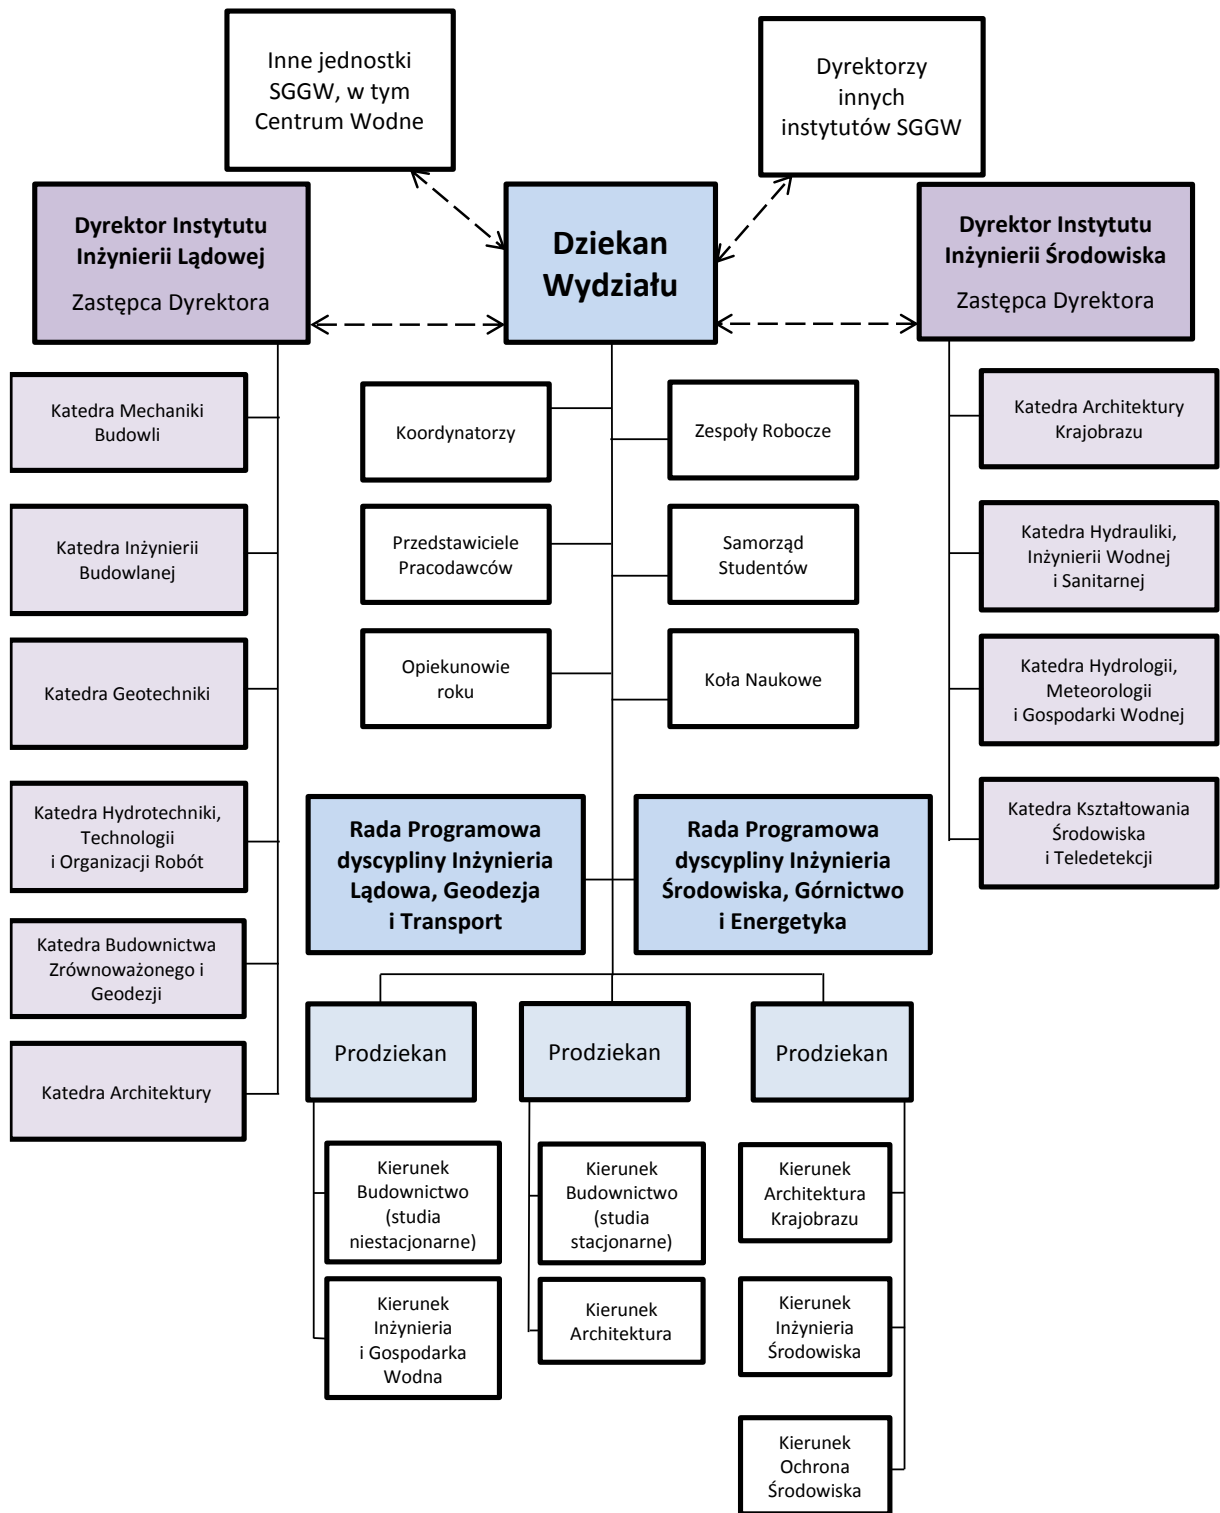 Inne jednostki
SGGW, w tym
Centrum Wodne
Dyrektorzy
innych
instytutów SGGW
Dyrektor Instytutu
Inżynierii Lądowej
Zastępca Dyrektora
Dziekan
Wydziału
Dyrektor Instytutu
Inżynierii Środowiska
Zastępca Dyrektora
Katedra Mechaniki
Budowli
Katedra Inżynierii
Budowlanej
Katedra Geotechniki
Katedra Hydrotechniki,
Technologii
i Organizacji Robót
Katedra Budownictwa
Zrównoważonego i
Geodezji
Katedra Architektury
Koordynatorzy
Zespoły Robocze
Przedstawiciele
Pracodawców
Samorząd
Studentów
Opiekunowie
roku
Koła Naukowe
Katedra Architektury
Krajobrazu
Katedra Hydrauliki,
Inżynierii Wodnej
i Sanitarnej
Katedra Hydrologii,
Meteorologii
i Gospodarki Wodnej
Katedra Kształtowania
Środowiska
i Teledetekcji
Rada Programowa
dyscypliny Inżynieria
Lądowa, Geodezja
i Transport
Rada Programowa
dyscypliny Inżynieria
Środowiska, Górnictwo
i Energetyka
Prodziekan
Prodziekan
Prodziekan
Kierunek
Budownictwo
(studia
niestacjonarne)
Kierunek
Inżynieria
i Gospodarka
Wodna
Kierunek
Budownictwo
(studia
stacjonarne)
Kierunek
Architektura
Kierunek
Architektura
Krajobrazu
Kierunek
Inżynieria
Środowiska
Kierunek
Ochrona
Środowiska